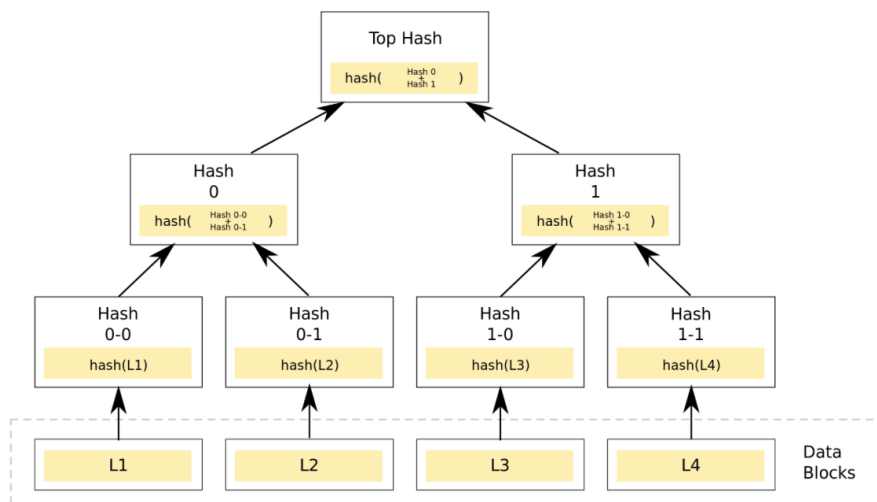 Top Hash
hash( Hash 0 + Hash 1 )
Hash
0
hash( Hash 0-0 + Hash 0-1 )
Hash
1
hash( Hash 1-0 + Hash 1-1 )
Hash
0-0
hash(L1)
Hash
0-1
hash(L2)
Hash
1-0
hash(L3)
Hash
1-1
hash(L4)
L1
L2
L3
L4
Data
Blocks